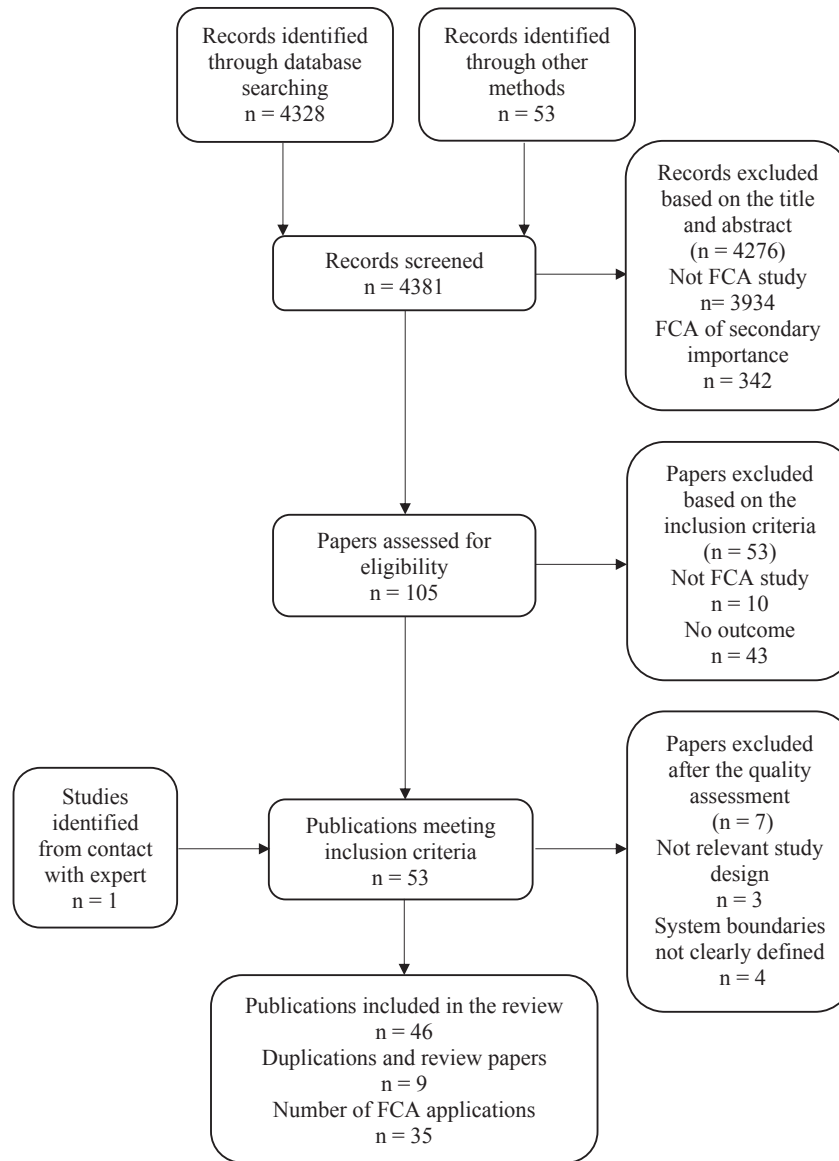 Records identified
through database
searching
n = 4328
Records identified
through other
methods
n = 53
Records excluded
based on the title
and abstract
(n = 4276)
Not FCA study
n= 3934
FCA of secondary
importance
n = 342
Records screened
n = 4381
Papers assessed for
eligibility
n = 105
Papers excluded
based on the
inclusion criteria
(n = 53)
Not FCA study
n = 10
No outcome
n = 43
Studies
identified
from contact
with expert
n = 1
Publications meeting
inclusion criteria
n = 53
Papers excluded
after the quality
assessment
(n = 7)
Not relevant study
design
n = 3
System boundaries
not clearly defined
n = 4
Publications included in the review
n = 46
Duplications and review papers
n = 9
Number of FCA applications
n = 35